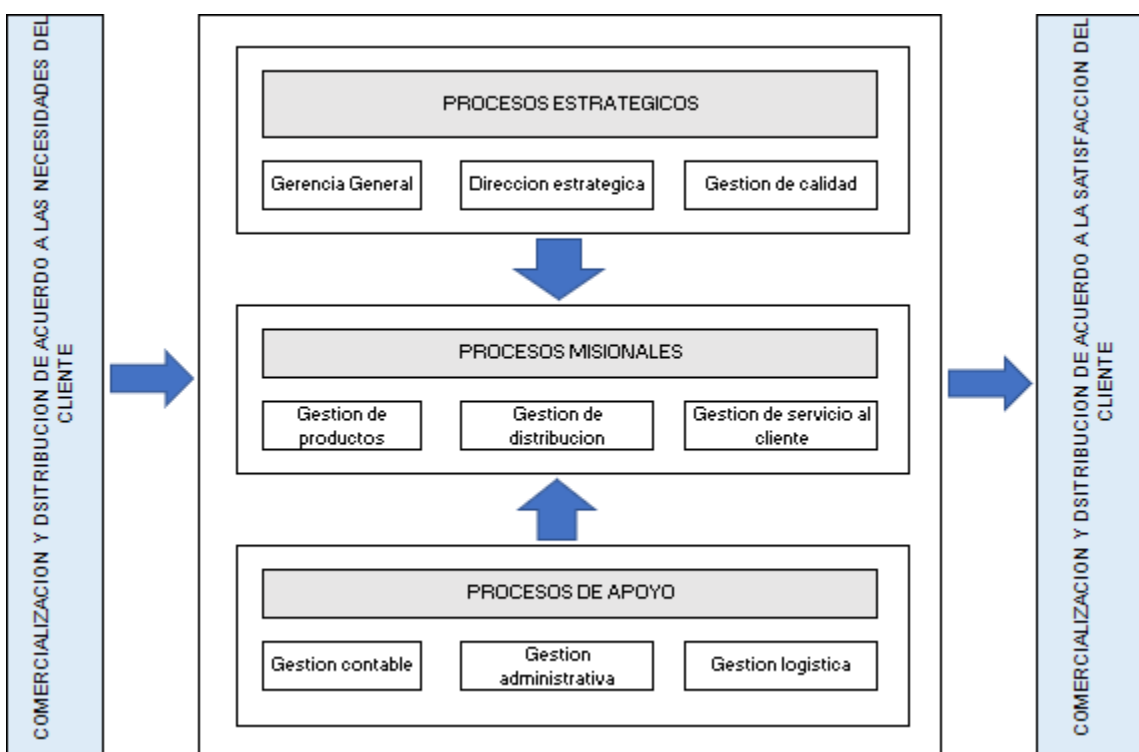 COMERCIALIZACION Y DSITRIBUCION DE ACUERDO A LAS NECESIDADES DEL
CLIENTE
PROCESOS ESTRATEGICOS
Gerencia General
Direccion estrategica
Gestion de calidad
PROCESOS MISIONALES
Gestion de
productos
Gestion de
distribucion
Gestion de servicio al
cliente
PROCESOS DE APOYO
Gestion contable
Gestion
administrativa
Gestion logistica
COMERCIALIZACION Y DSITRIBUCION DE ACUERDO A LA SATISFACCION DEL
CLIENTE